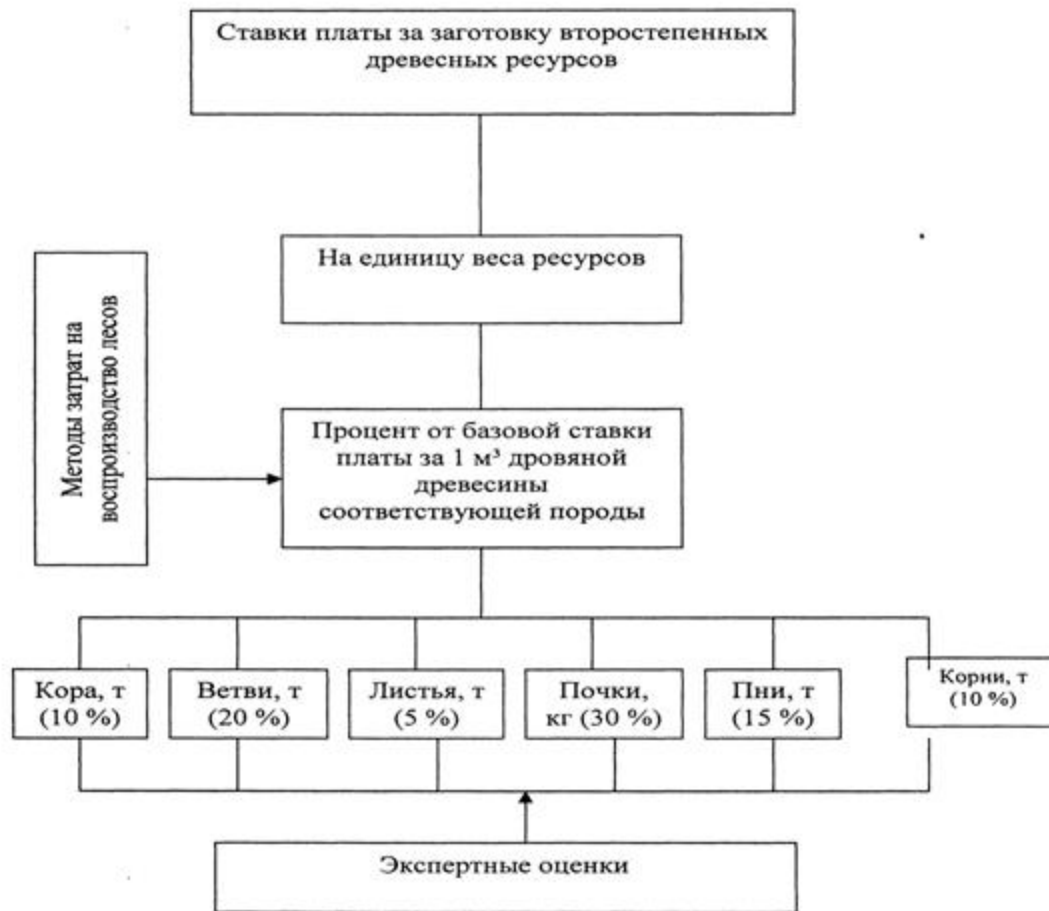 Ставки платы за заготовку второстепенных
древесных ресурсов
На единицу веса ресурсов
Методы затрат на
воспроизводство лесов
Процент от базовой ставки
платы за 1 м³ дровяной
древесины
соответствующей породы
Кора, т
(10 %)
Ветви, т
(20 %)
Листья, т
(5 %)
Почки,
кг (30 %)
Пни, т
(15 %)
Корни, т
(10 %)
Экспертные оценки